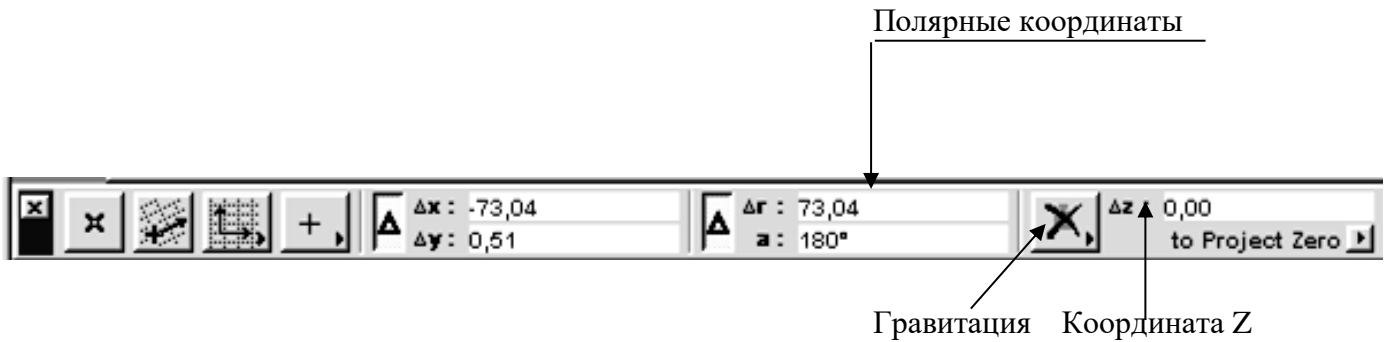 Полярные координаты
Δx : -73,04 Δr : 73,04 Δz : 0,00
Δ Δ
Δy : 0,51 a : 180° to Project Zero
Гравитация Координата Z